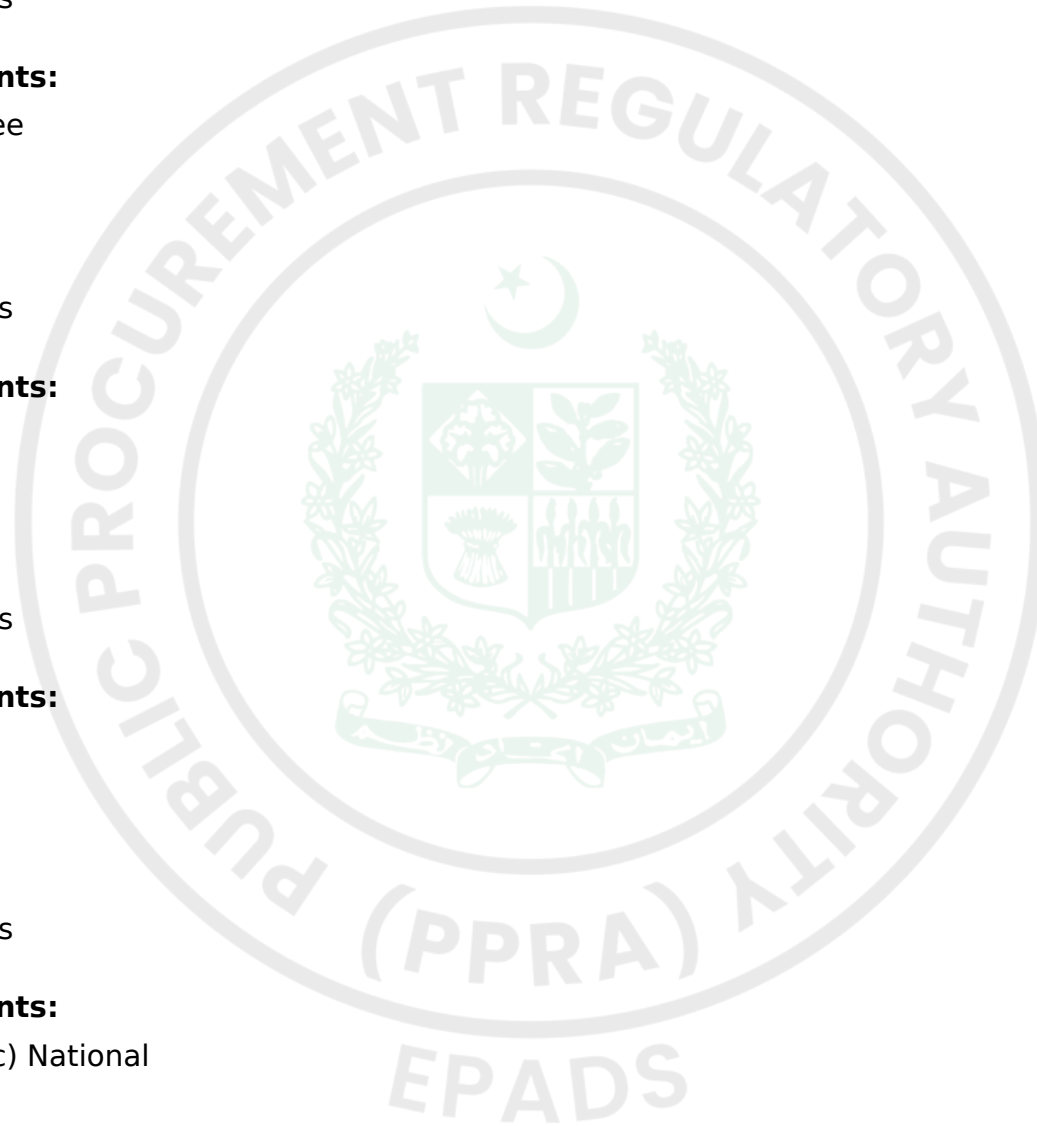 s
nts:
ee
s
nts:
s
nts:
s
nts:
c) National
PUBLIC PROCUREMENT REGULATORY AUTHORITY
(PPRA)
EPADS